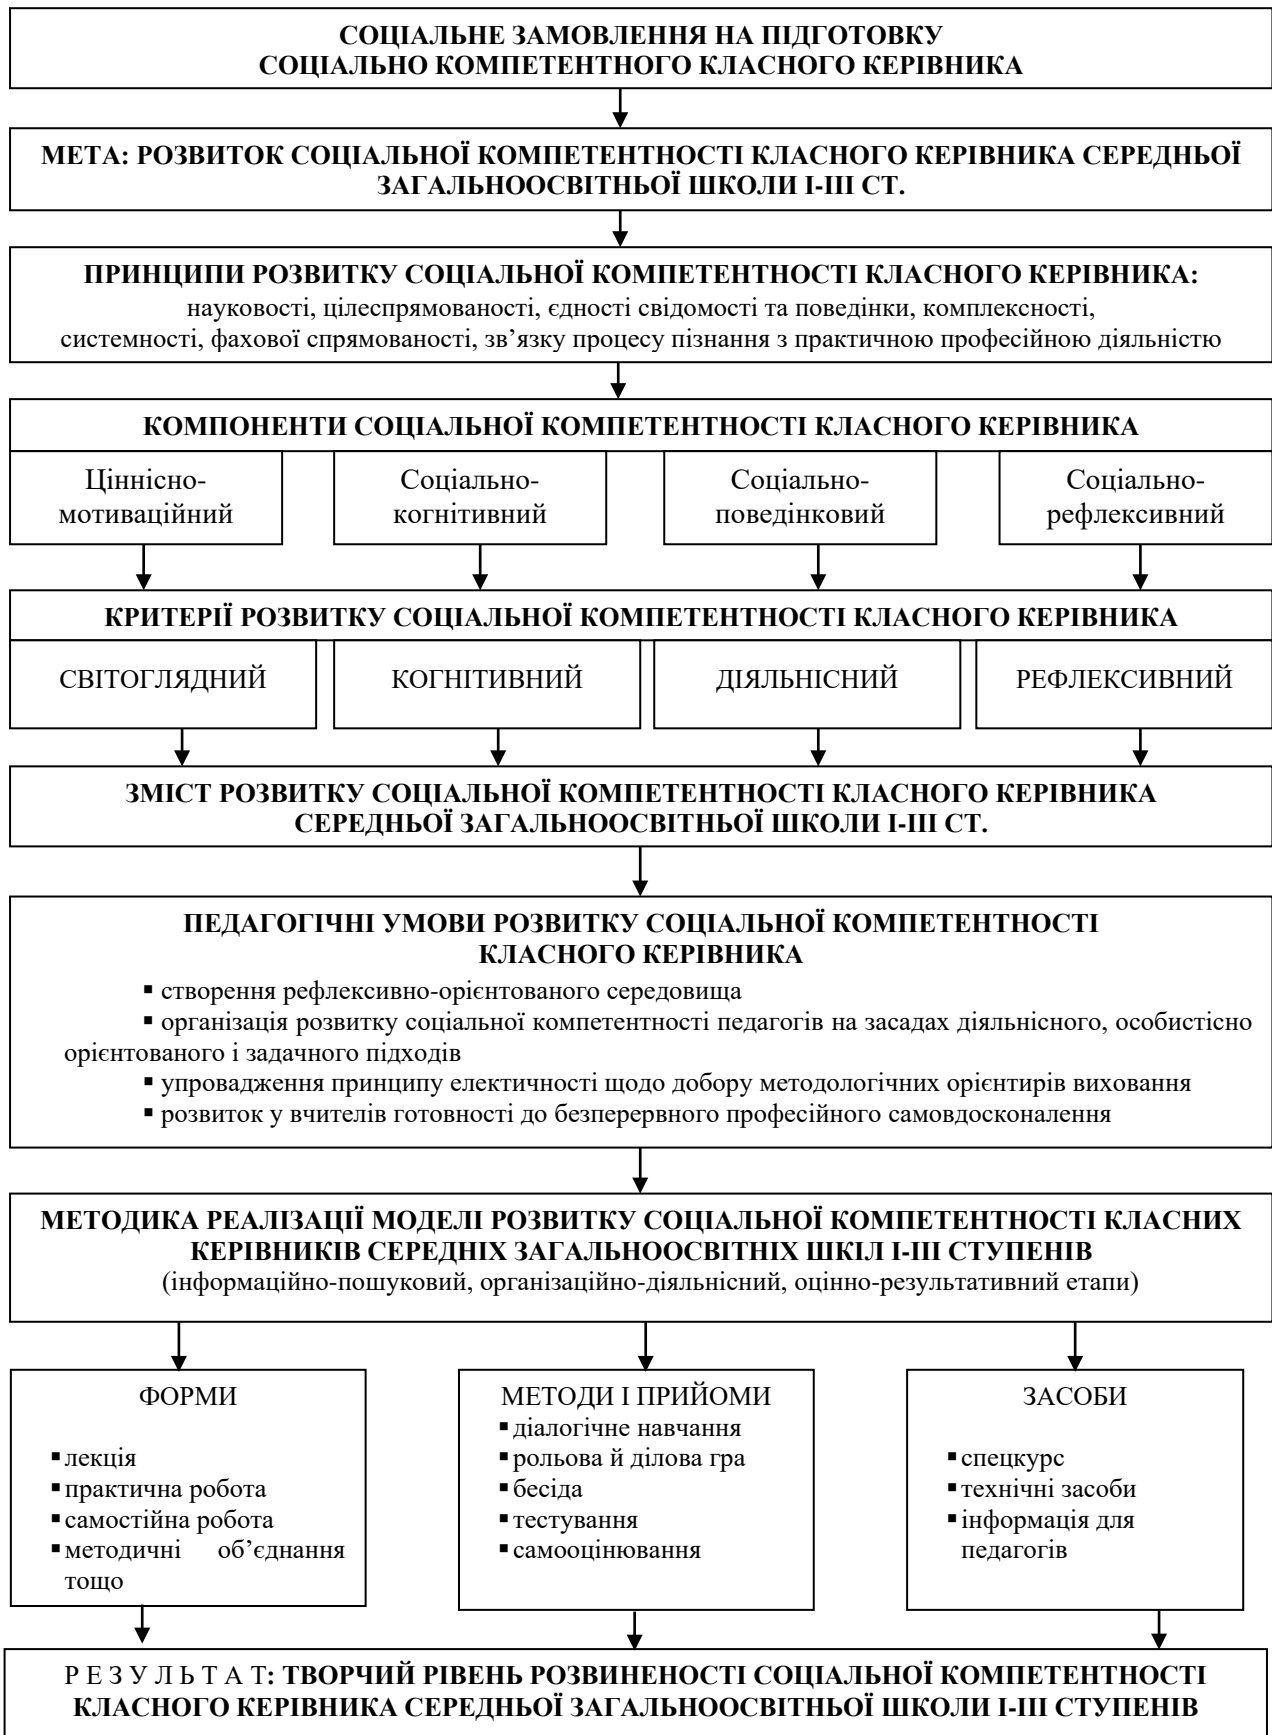 СОЦІАЛЬНЕ ЗАМОВЛЕННЯ НА ПІДГОТОВКУ
СОЦІАЛЬНО КОМПЕТЕНТНОГО КЛАСНОГО КЕРІВНИКА
МЕТА: РОЗВИТОК СОЦІАЛЬНОЇ КОМПЕТЕНТНОСТІ КЛАСНОГО КЕРІВНИКА СЕРЕДНЬОЇ
ЗАГАЛЬНООСВІТНЬОЇ ШКОЛИ І-ІІІ СТ.
ПРИНЦИПИ РОЗВИТКУ СОЦІАЛЬНОЇ КОМПЕТЕНТНОСТІ КЛАСНОГО КЕРІВНИКА:
науковості, цілеспрямованості, єдності свідомості та поведінки, комплексності,
системності, фахової спрямованості, зв’язку процесу пізнання з практичною професійною діяльністю
КОМПОНЕНТИ СОЦІАЛЬНОЇ КОМПЕТЕНТНОСТІ КЛАСНОГО КЕРІВНИКА
Ціннісно-
мотиваційний
Соціально-
когнітивний
Соціально-
поведінковий
Соціально-
рефлексивний
КРИТЕРІЇ РОЗВИТКУ СОЦІАЛЬНОЇ КОМПЕТЕНТНОСТІ КЛАСНОГО КЕРІВНИКА
СВІТОГЛЯДНИЙ
КОГНІТИВНИЙ
ДІЯЛЬНІСНИЙ
РЕФЛЕКСИВНИЙ
ЗМІСТ РОЗВИТКУ СОЦІАЛЬНОЇ КОМПЕТЕНТНОСТІ КЛАСНОГО КЕРІВНИКА
СЕРЕДНЬОЇ ЗАГАЛЬНООСВІТНЬОЇ ШКОЛИ І-ІІІ СТ.
ПЕДАГОГІЧНІ УМОВИ РОЗВИТКУ СОЦІАЛЬНОЇ КОМПЕТЕНТНОСТІ
КЛАСНОГО КЕРІВНИКА
▪ створення рефлексивно-орієнтованого середовища
▪ організація розвитку соціальної компетентності педагогів на засадах діяльнісного, особистісно
орієнтованого і задачного підходів
▪ упровадження принципу електичності щодо добору методологічних орієнтирів виховання
▪ розвиток у вчителів готовності до безперервного професійного самовдосконалення
МЕТОДИКА РЕАЛІЗАЦІЇ МОДЕЛІ РОЗВИТКУ СОЦІАЛЬНОЇ КОМПЕТЕНТНОСТІ КЛАСНИХ
КЕРІВНИКІВ СЕРЕДНІХ ЗАГАЛЬНООСВІТНІХ ШКІЛ І-ІІІ СТУПЕНІВ
(інформаційно-пошуковий, організаційно-діяльнісний, оцінно-результативний етапи)
ФОРМИ
▪ лекція
▪ практична робота
▪ самостійна робота
▪ методичні об’єднання
тощо
МЕТОДИ І ПРИЙОМИ
▪ діалогічне навчання
▪ рольова й ділова гра
▪ бесіда
▪ тестування
▪ самооцінювання
ЗАСОБИ
▪ спецкурс
▪ технічні засоби
▪ інформація для
педагогів
Р Е З У Л Ь Т А Т: ТВОРЧИЙ РІВЕНЬ РОЗВИНЕНОСТІ СОЦІАЛЬНОЇ КОМПЕТЕНТНОСТІ
КЛАСНОГО КЕРІВНИКА СЕРЕДНЬОЇ ЗАГАЛЬНООСВІТНЬОЇ ШКОЛИ І-ІІІ СТУПЕНІВ